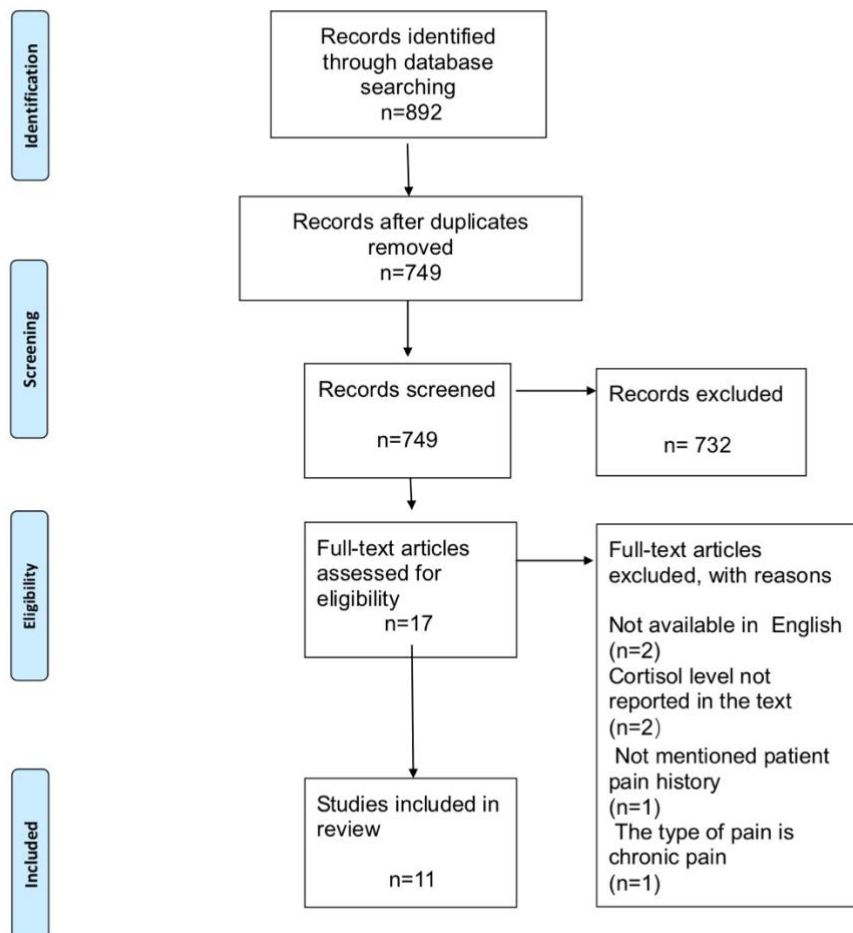 Identification
Records identified
through database
searching
n=892
Records after duplicates
removed
n=749
Screening
Records screened
n=749
Records excluded
n= 732
Eligibility
Full-text articles
assessed for
eligibility
n=17
Full-text articles
excluded, with reasons
Not available in English
(n=2)
Cortisol level not
reported in the text
(n=2)
Not mentioned patient
pain history
(n=1)
The type of pain is
chronic pain
(n=1)
Included
Studies included in
review
n=11